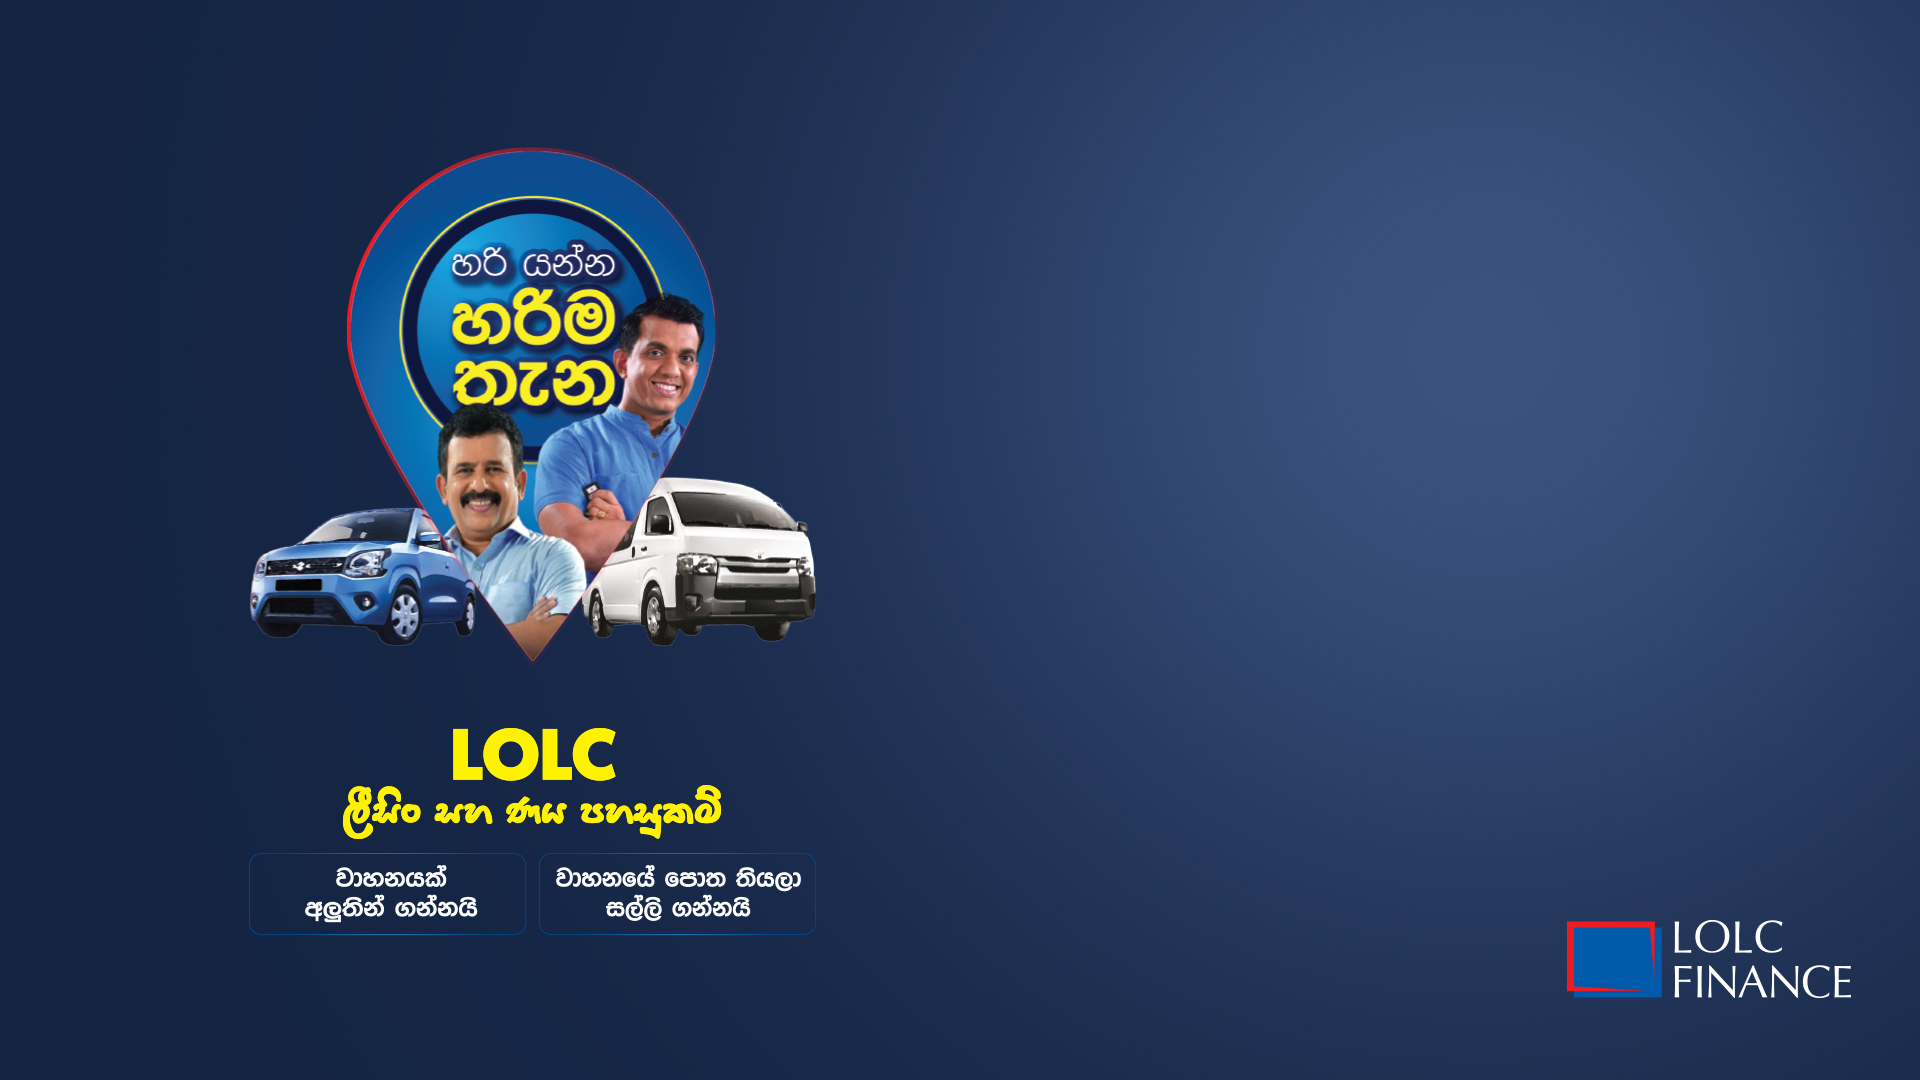 හරි යන්න
හරිම
තැන
LOLC
ලීසිං සහ ණය පහසුකම්
වාහනයක්
අලුතින් ගන්නයි
වාහනයේ පොත තියලා
සල්ලි ගන්නයි
LOLC
FINANCE